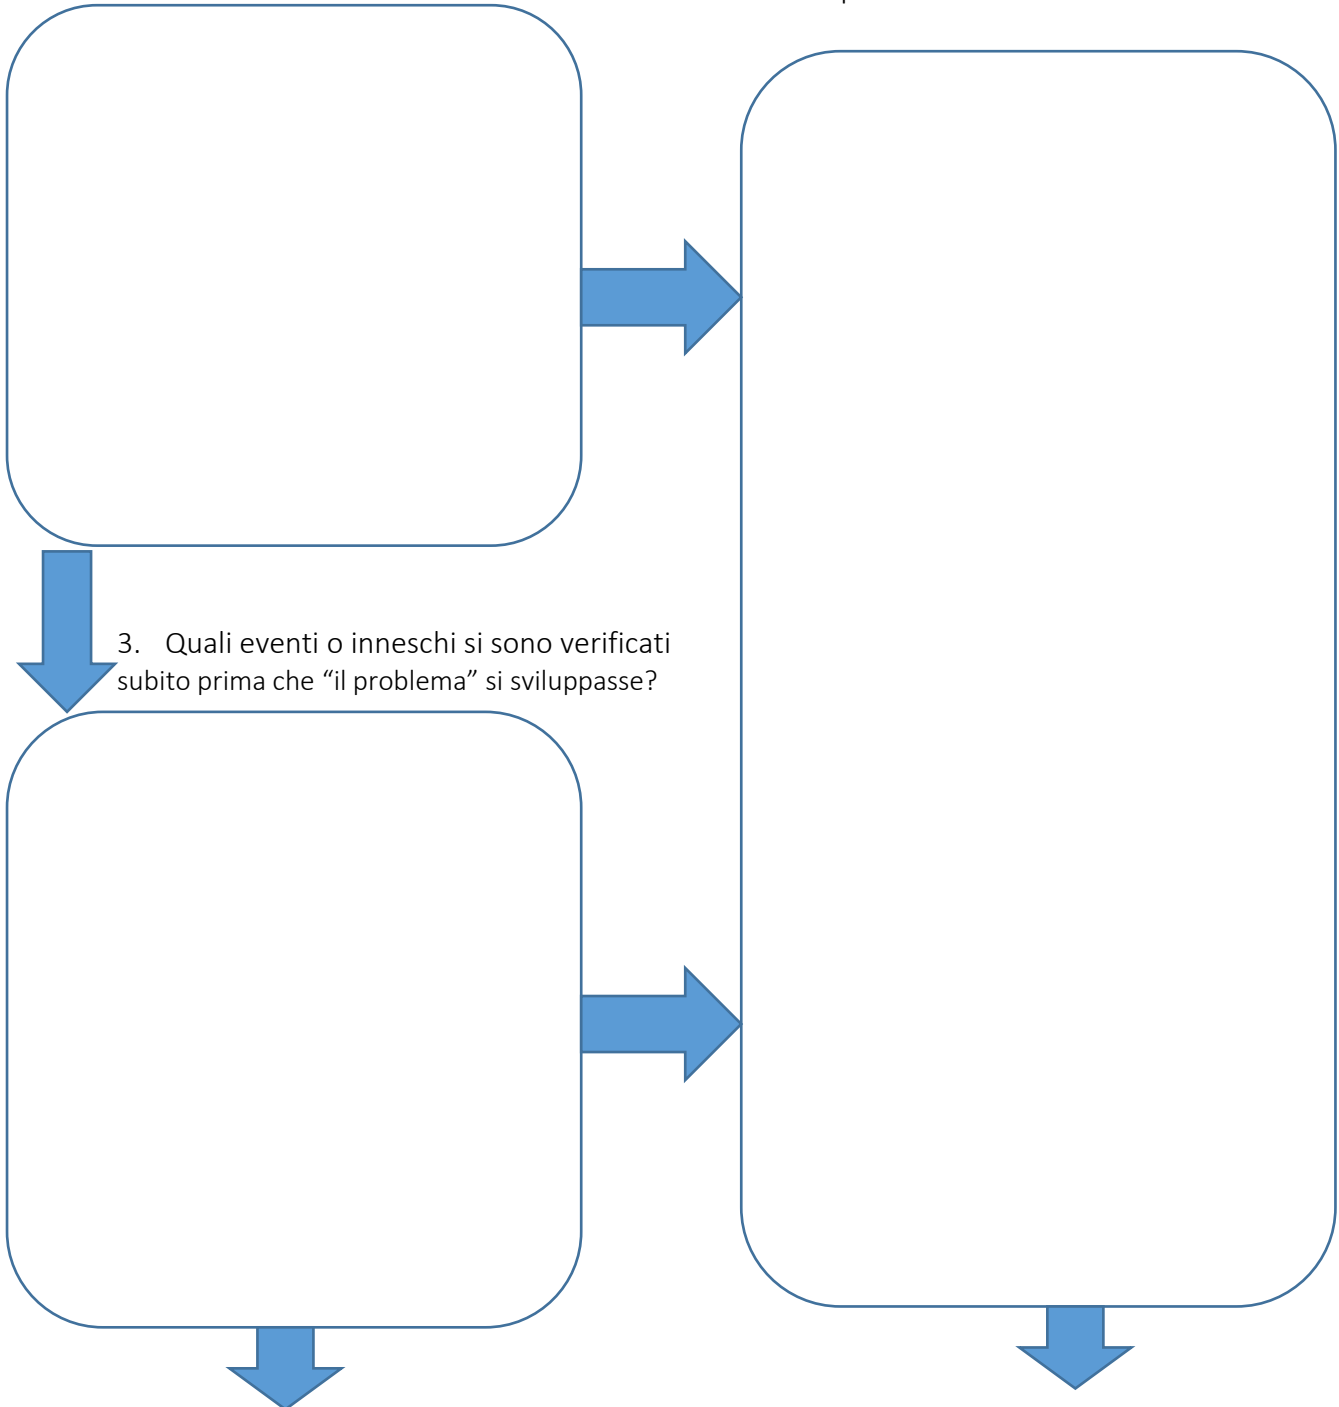 3. Quali eventi o inneschi si sono verificati
subito prima che “il problema” si sviluppasse?